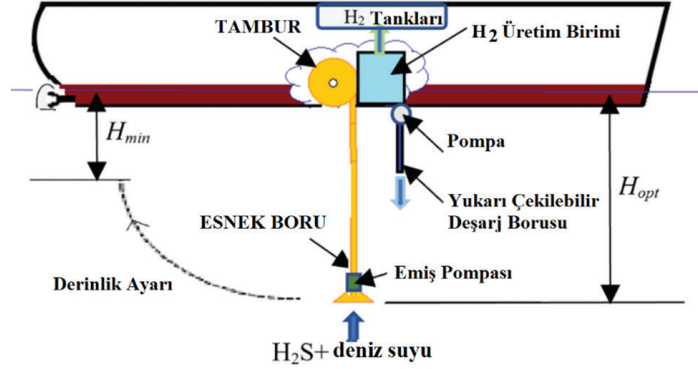 H2 Tankları
TAMBUR
H2 Üretim Birimi
Hmin
Pompa
Hopt
Yukarı Çekilebilir
Deşarj Borusu
ESNEK BORU
Emiş Pompası
Derinlik Ayarı
H2S+ deniz suyu